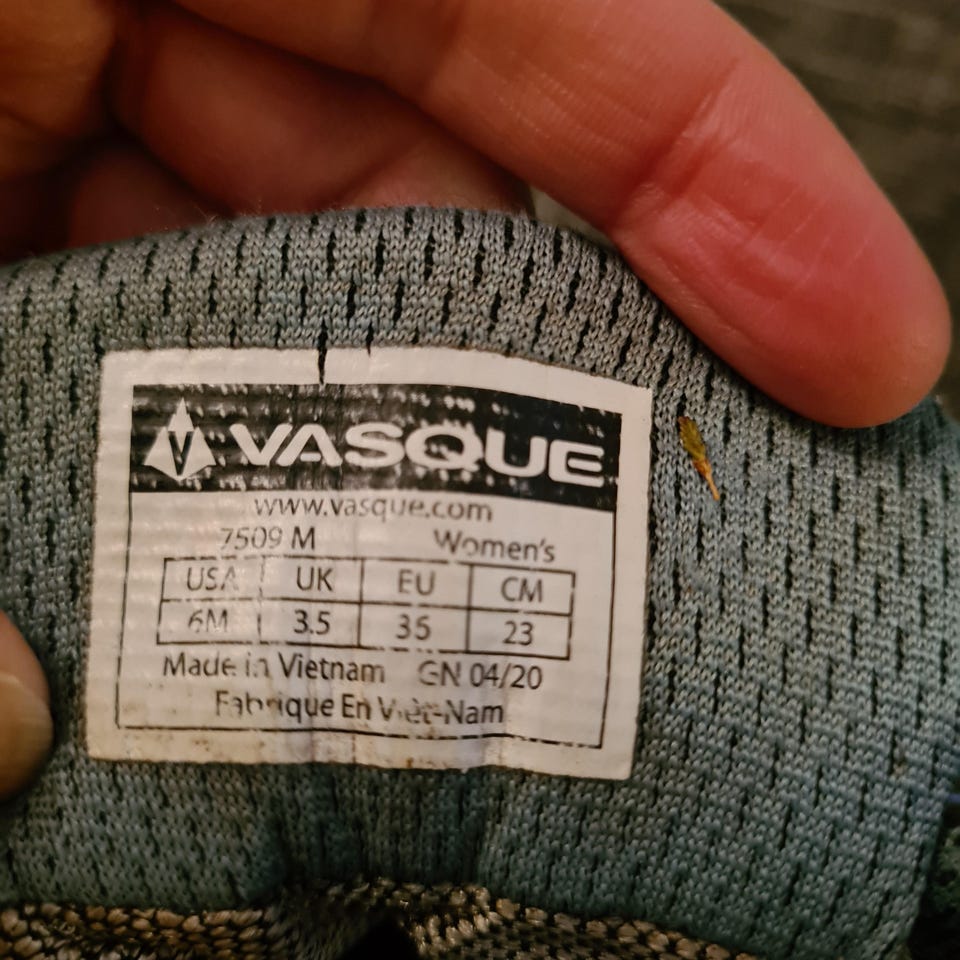 VASQUE
www.vasque.com
7509 M Women's
USA UK EU CM
6M 3.5 35 23
Made in Vietnam GN 04/20
Fabrique En Viêt-Nam